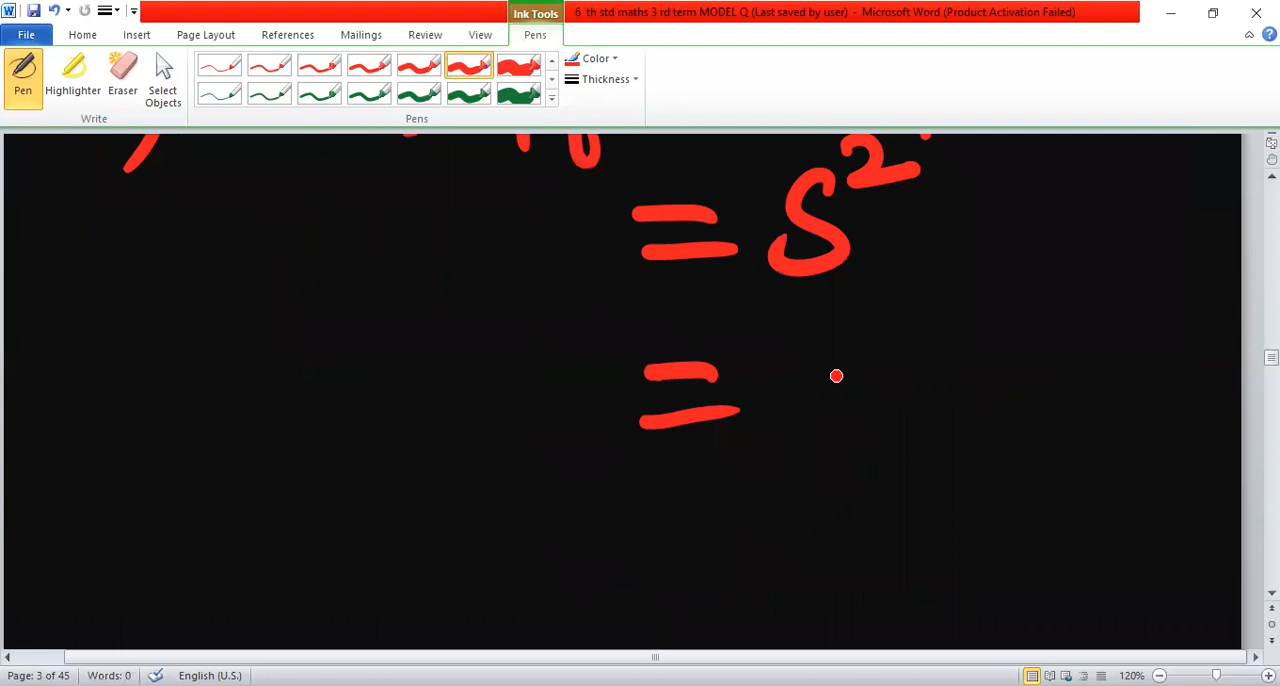 Ink Tools
6 th std maths 3 rd term MODEL Q (Last saved by user) - Microsoft Word (Product Activation Failed)
File Home Insert Page Layout References Mailings Review View Pens
Pen Highlighter Eraser Select Objects
Color
Thickness
Write Pens
= S²
=
Page: 3 of 45 Words: 0 English (U.S.) 120%